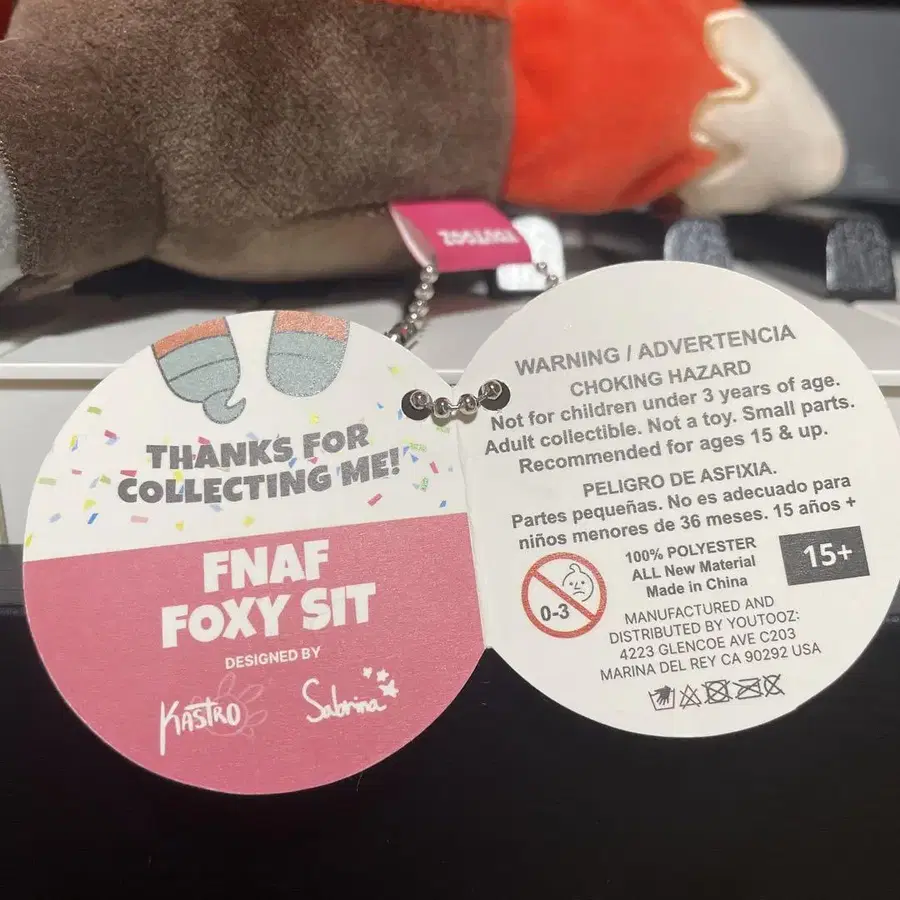 YOUTOOZ
THANKS FOR
COLLECTING ME!
FNAF
FOXY SIT
DESIGNED BY
KASTRO
Sabrina
WARNING / ADVERTENCIA
CHOKING HAZARD
Not for children under 3 years of age.
Adult collectible. Not a toy. Small parts.
Recommended for ages 15 & up.
PELIGRO DE ASFIXIA.
Partes pequeñas. No es adecuado para
niños menores de 36 meses. 15 años +
0-3
100% POLYESTER
ALL New Material
Made in China
15+
MANUFACTURED AND
DISTRIBUTED BY YOUTOOZ:
4223 GLENCOE AVE C203
MARINA DEL REY CA 90292 USA